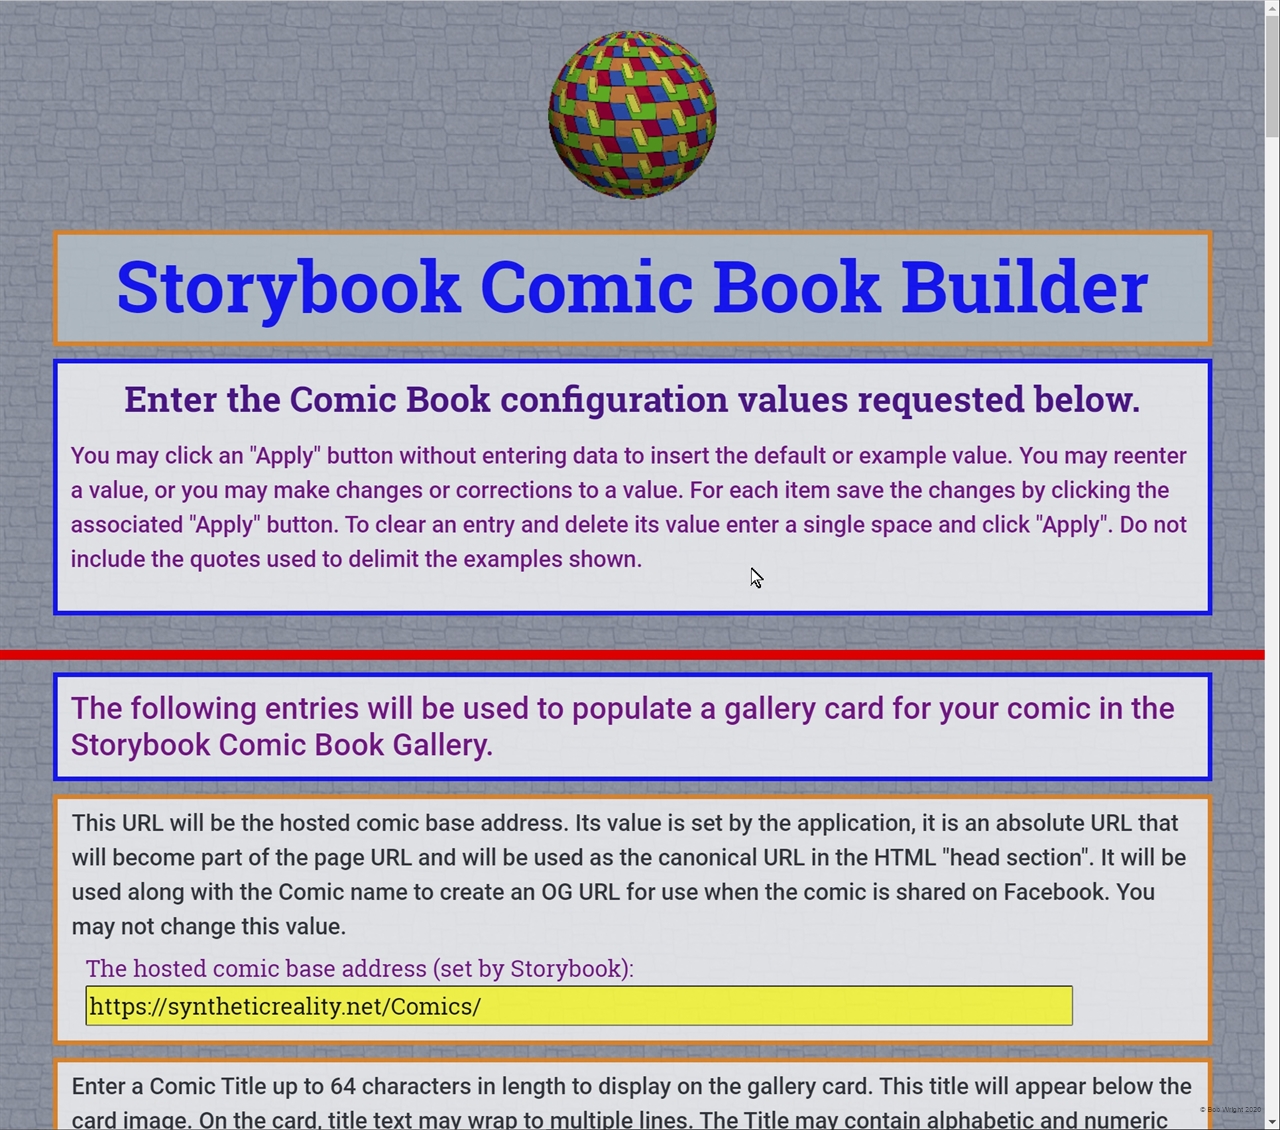 Storybook Comic Book Builder
Enter the Comic Book configuration values requested below.
You may click an "Apply" button without entering data to insert the default or example value. You may reenter
a value, or you may make changes or corrections to a value. For each item save the changes by clicking the
associated "Apply" button. To clear an entry and delete its value enter a single space and click "Apply". Do not
include the quotes used to delimit the examples shown.
The following entries will be used to populate a gallery card for your comic in the
Storybook Comic Book Gallery.
This URL will be the hosted comic base address. Its value is set by the application, it is an absolute URL that
will become part of the page URL and will be used as the canonical URL in the HTML "head section". It will be
used along with the Comic name to create an OG URL for use when the comic is shared on Facebook. You
may not change this value.
The hosted comic base address (set by Storybook):
https://syntheticreality.net/Comics/
Enter a Comic Title up to 64 characters in length to display on the gallery card. This title will appear below the
card image. On the card, title text may wrap to multiple lines. The Title may contain alphabetic and numeric
© Bob Wright 2020